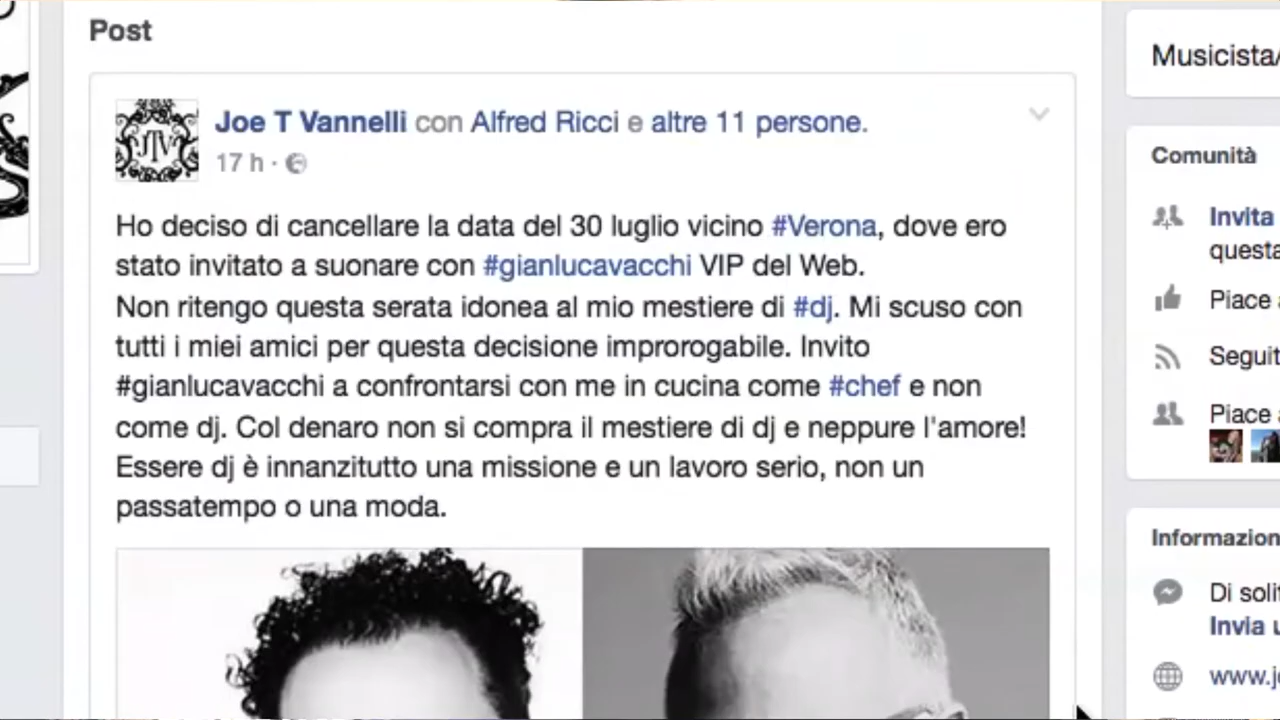 Post
Joe T Vannelli con Alfred Ricci e altre 11 persone.
17 h ·
Ho deciso di cancellare la data del 30 luglio vicino #Verona, dove ero
stato invitato a suonare con #gianlucavacchi VIP del Web.
Non ritengo questa serata idonea al mio mestiere di #dj. Mi scuso con
tutti i miei amici per questa decisione improrogabile. Invito
#gianlucavacchi a confrontarsi con me in cucina come #chef e non
come dj. Col denaro non si compra il mestiere di dj e neppure l'amore!
Essere dj è innanzitutto una missione e un lavoro serio, non un
passatempo o una moda.
JTV
Musicista/
Comunità
Invita
questa
Piace a
Seguit
Piace a
Informazion
Di solit
Invia u
www.j